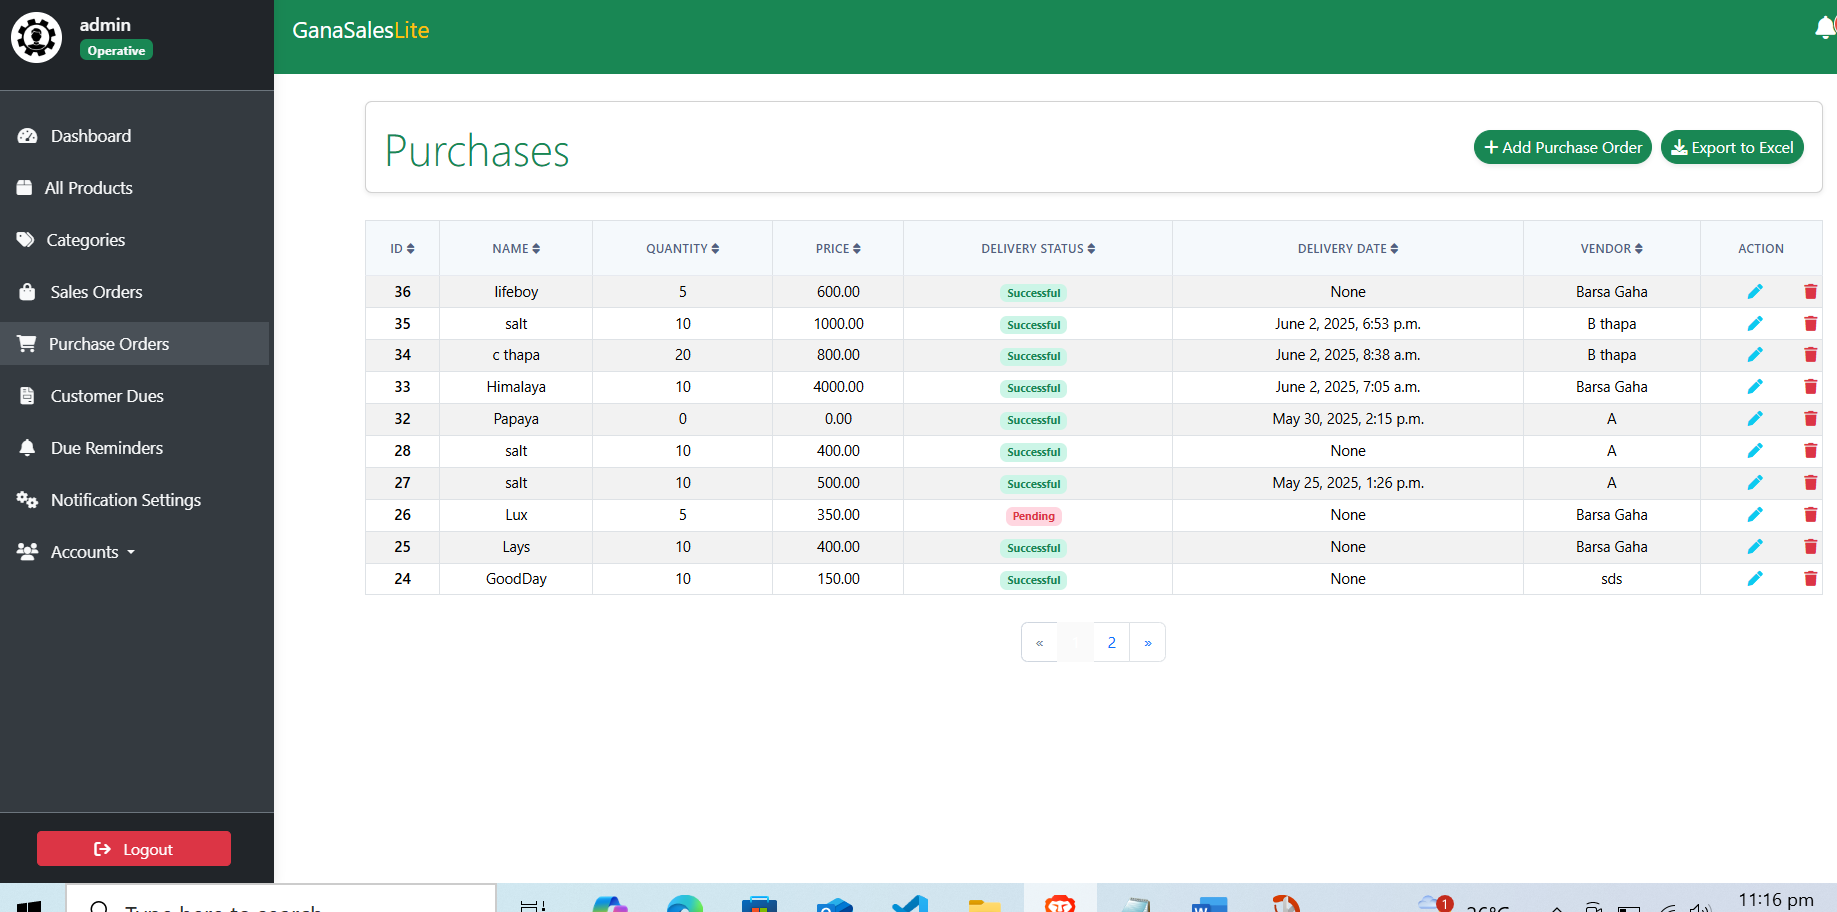 admin
Operative
GanaSalesLite
Dashboard
All Products
Categories
Sales Orders
Purchase Orders
Customer Dues
Due Reminders
Notification Settings
Accounts
Logout
Purchases
+ Add Purchase Order
Export to Excel
ID NAME QUANTITY PRICE DELIVERY STATUS DELIVERY DATE VENDOR ACTION
36 lifeboy 5 600.00 Successful None Barsa Gaha
35 salt 10 1000.00 Successful June 2, 2025, 6:53 p.m. B thapa
34 c thapa 20 800.00 Successful June 2, 2025, 8:38 a.m. B thapa
33 Himalaya 10 4000.00 Successful June 2, 2025, 7:05 a.m. Barsa Gaha
32 Papaya 0 0.00 Successful May 30, 2025, 2:15 p.m. A
28 salt 10 400.00 Successful None A
27 salt 10 500.00 Successful May 25, 2025, 1:26 p.m. A
26 Lux 5 350.00 Pending None Barsa Gaha
25 Lays 10 400.00 Successful None Barsa Gaha
24 GoodDay 10 150.00 Successful None sds
« 1 2 »
Type here to search
1
26°C
11:16 pm